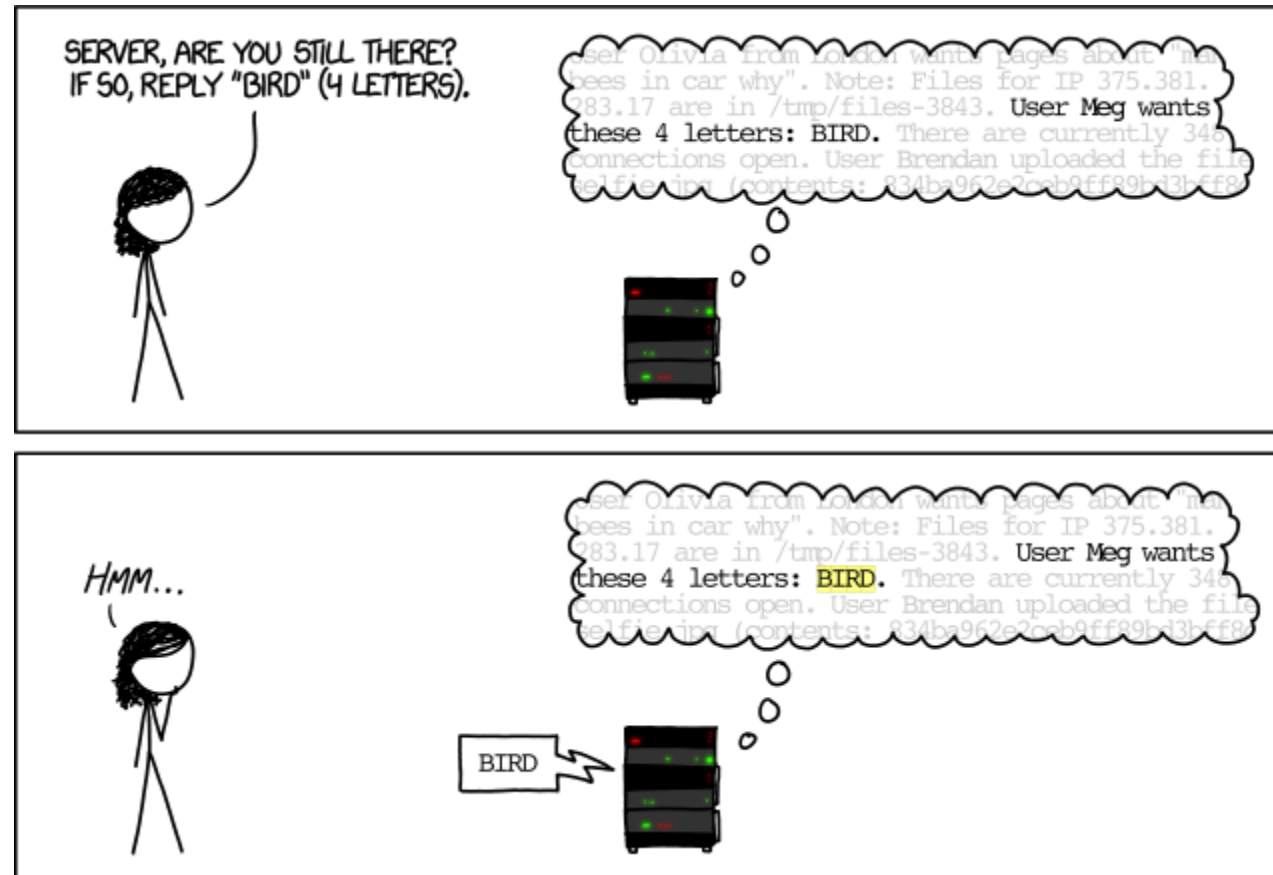 SERVER, ARE YOU STILL THERE?
IF SO, REPLY "BIRD" (4 LETTERS).
User Olivia from London wants pages about "man
bees in car why". Note: Files for IP 375.381.
283.17 are in /tmp/files-3843. User Meg wants
these 4 letters: BIRD. There are currently 348
connections open. User Brendan uploaded the file
selfie.jpg (contents: 834ba962e2ceb9ff89bd3bff8
HMM...
User Olivia from London wants pages about "man
bees in car why". Note: Files for IP 375.381.
283.17 are in /tmp/files-3843. User Meg wants
these 4 letters: BIRD. There are currently 348
connections open. User Brendan uploaded the file
selfie.jpg (contents: 834ba962e2ceb9ff89bd3bff8
BIRD